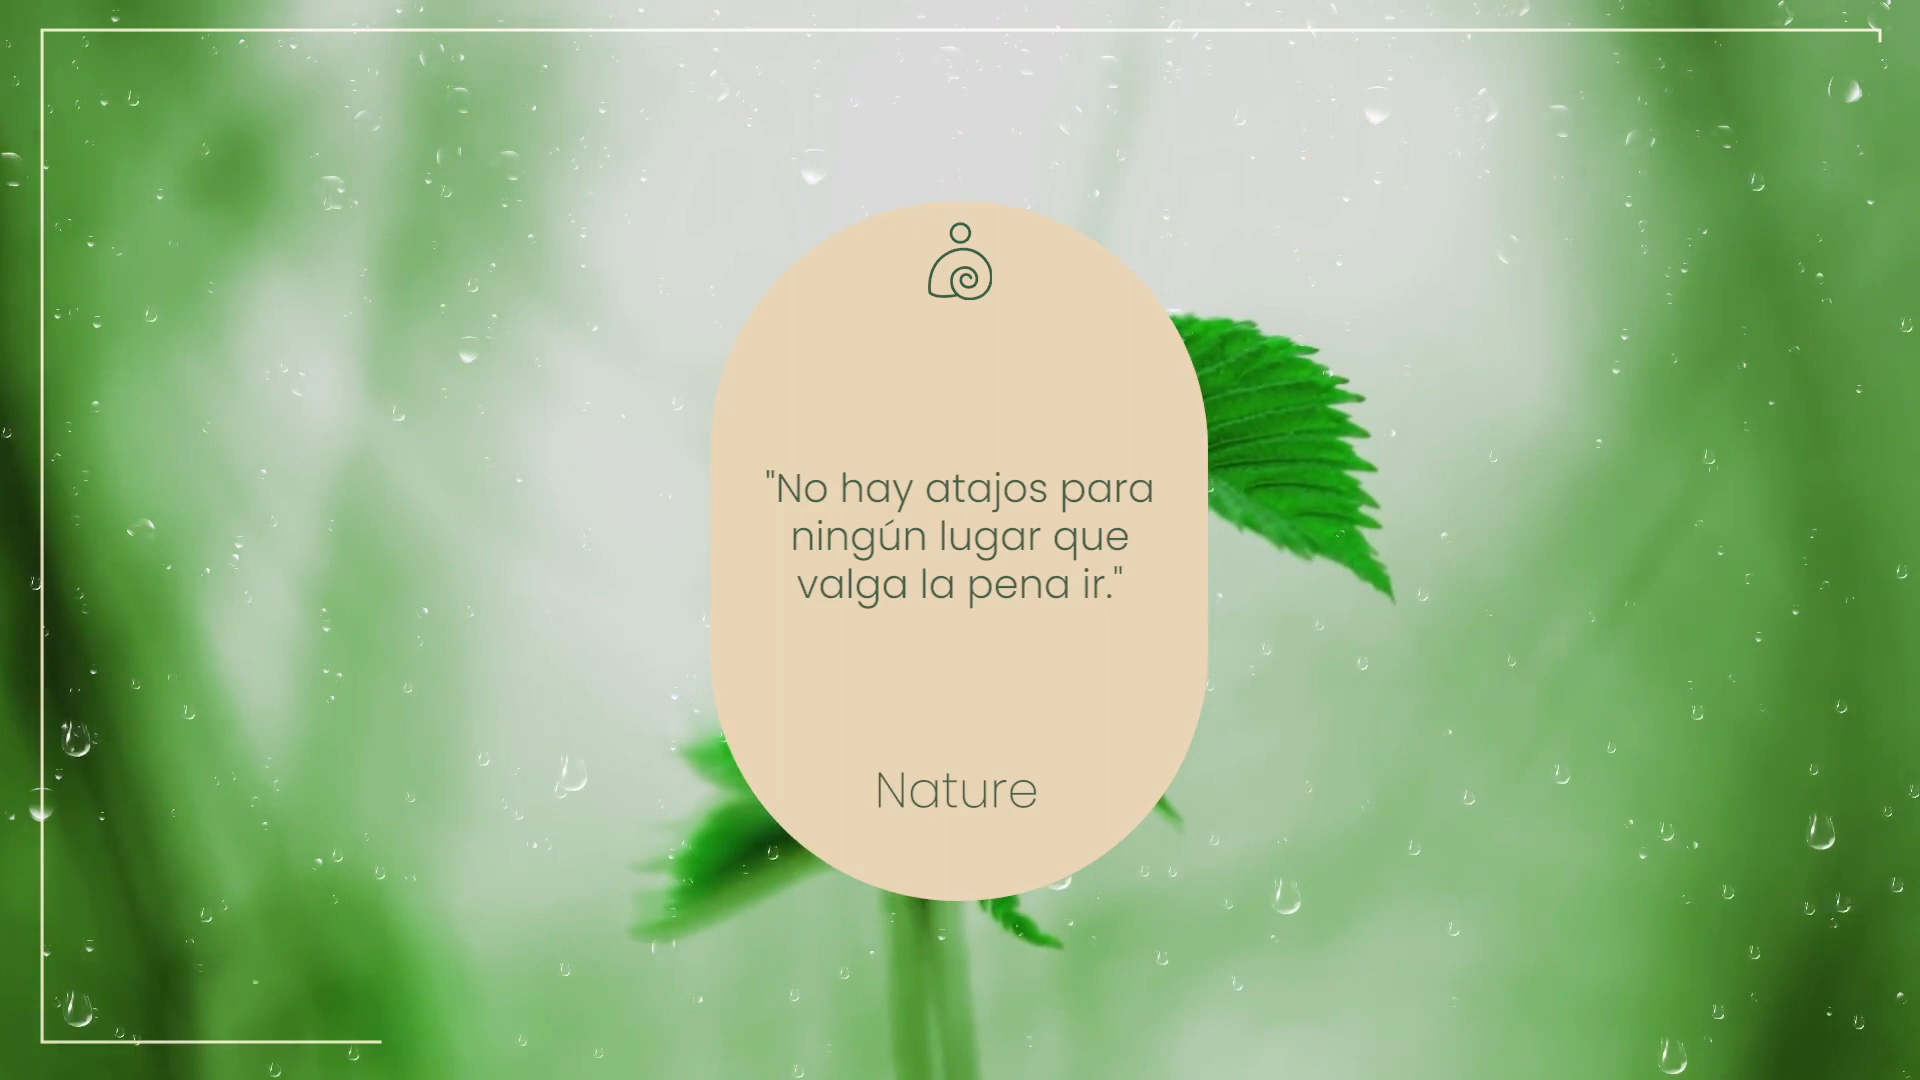 "No hay atajos para
ningún lugar que
valga la pena ir."
Nature